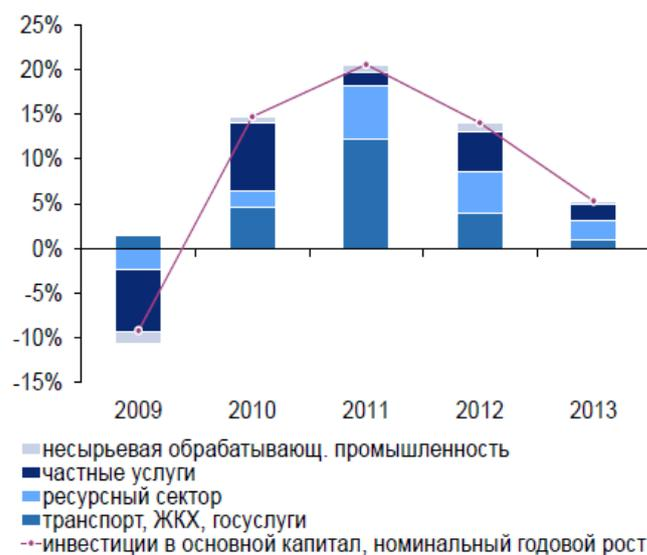 25%
20%
15%
10%
5%
0%
-5%
-10%
-15%
2009 2010 2011 2012 2013
несырьевая обрабатывающ. промышленность
частные услуги
ресурсный сектор
транспорт, ЖКХ, госуслуги
инвестиции в основной капитал, номинальный годовой рост